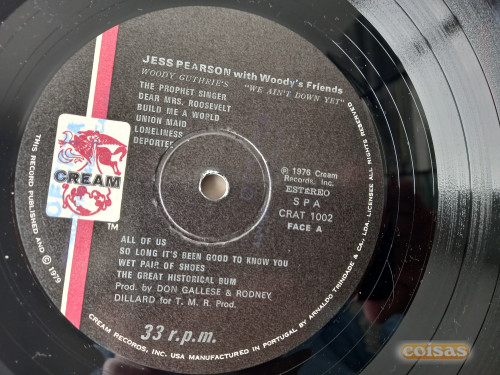 JESS PEARSON with Woody's Friends
WOODY GUTHRIE'S "WE AIN'T DOWN YET"
THE PROPHET SINGER
DEAR MRS. ROOSEVELT
BUILD ME A WORLD
UNION MAID
LONELINESS
DEPORTEE
CREAM
TM
℗ 1976 Cream
Records, Inc.
ESTÉREO
S P A
CRAT 1002
FACE A
ALL OF US
SO LONG IT'S BEEN GOOD TO KNOW YOU
WET PAIR OF SHOES
THE GREAT HISTORICAL BUM
Prod. by DON GALLESE & RODNEY
DILLARD for T. M. R. Prod.
33 r.p.m.
THIS RECORD PUBLISHED AND © 1979
CREAM RECORDS, INC. USA MANUFACTURED IN PORTUGAL BY ARNALDO TRINDADE & CA., LDA. LICENSEE ALL RIGHTS RESERVED
coisas